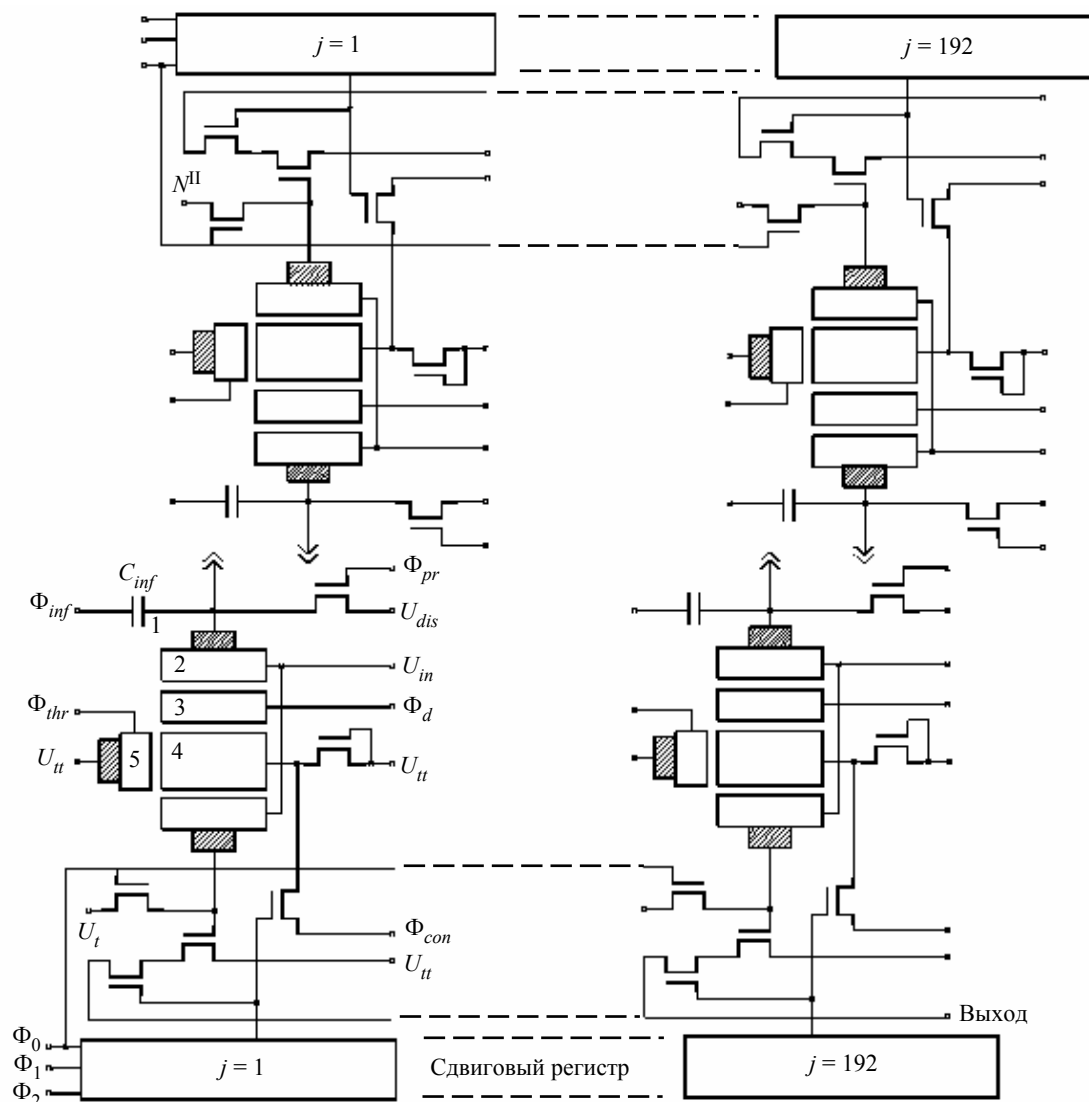 j = 1
j = 192
N^II
Φ_pr
C_inf
Φ_inf
1
U_dis
2
U_in
Φ_thr
3
Φ_d
U_tt
5
4
U_tt
U_t
Φ_con
U_tt
Выход
Φ_0
Φ_1
j = 1
Сдвиговый регистр
j = 192
Φ_2